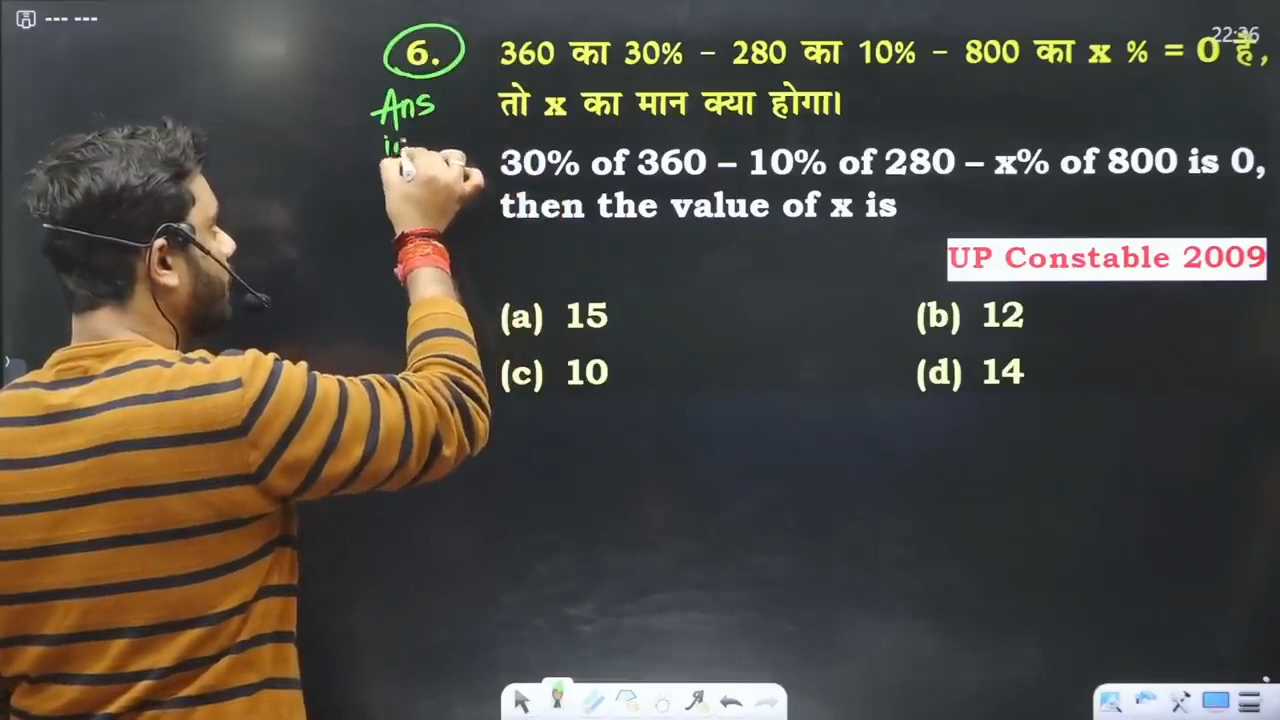 22:36
6. 360 का 30% – 280 का 10% – 800 का x % = 0 है,
Ans तो x का मान क्या होगा।
30% of 360 – 10% of 280 – x% of 800 is 0,
then the value of x is
UP Constable 2009
(a) 15 (b) 12
(c) 10 (d) 14